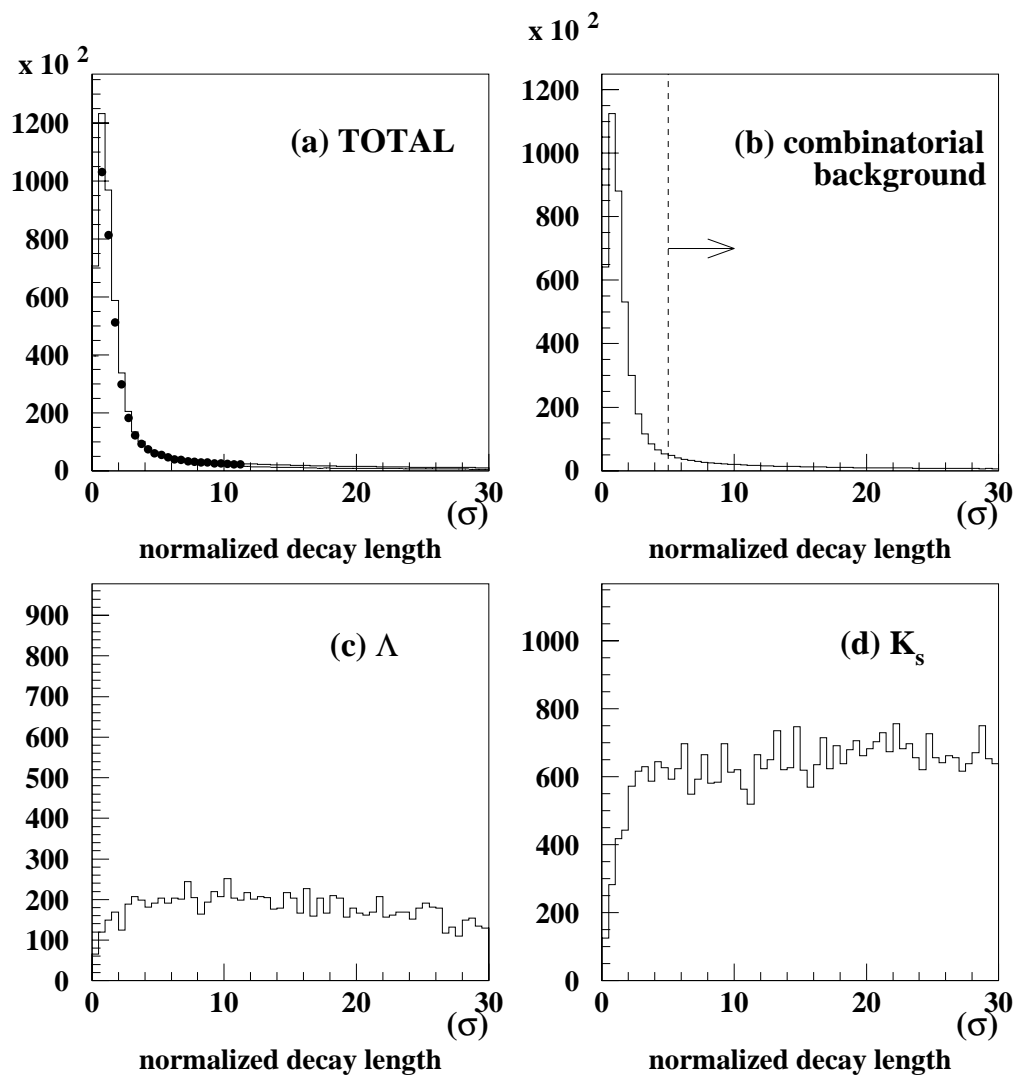 x 10 2
(a) TOTAL
1200
1000
800
600
400
200
0
0 10 20 30
(σ)
normalized decay length
x 10 2
(b) combinatorial
background
1200
1000
800
600
400
200
0
0 10 20 30
(σ)
normalized decay length
(c) Λ
900
800
700
600
500
400
300
200
100
0
0 10 20 30
(σ)
normalized decay length
(d) Ks
1000
800
600
400
200
0
0 10 20 30
(σ)
normalized decay length